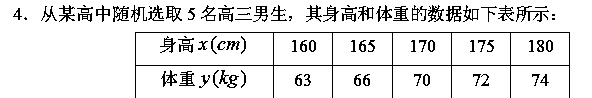 4．从某高中随机选取 5 名高三男生，其身高和体重的数据如下表所示：
身高 x(cm) 160 165 170 175 180
体重 y(kg) 63 66 70 72 74